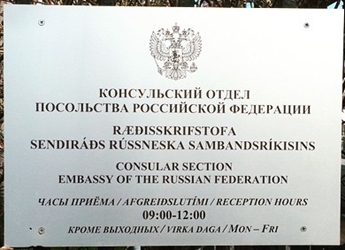 КОНСУЛЬСКИЙ ОТДЕЛ
ПОСОЛЬСТВА РОССИЙСКОЙ ФЕДЕРАЦИИ
RÆÐISSKRIFSTOFA
SENDIRÁÐS RÚSSNESKA SAMBANDSRÍKISINS
CONSULAR SECTION
EMBASSY OF THE RUSSIAN FEDERATION
ЧАСЫ ПРИЁМА / AFGREIÐSLUTÍMI / RECEPTION HOURS
09:00-12:00
КРОМЕ ВЫХОДНЫХ / VIRKA DAGA / MON – FRI